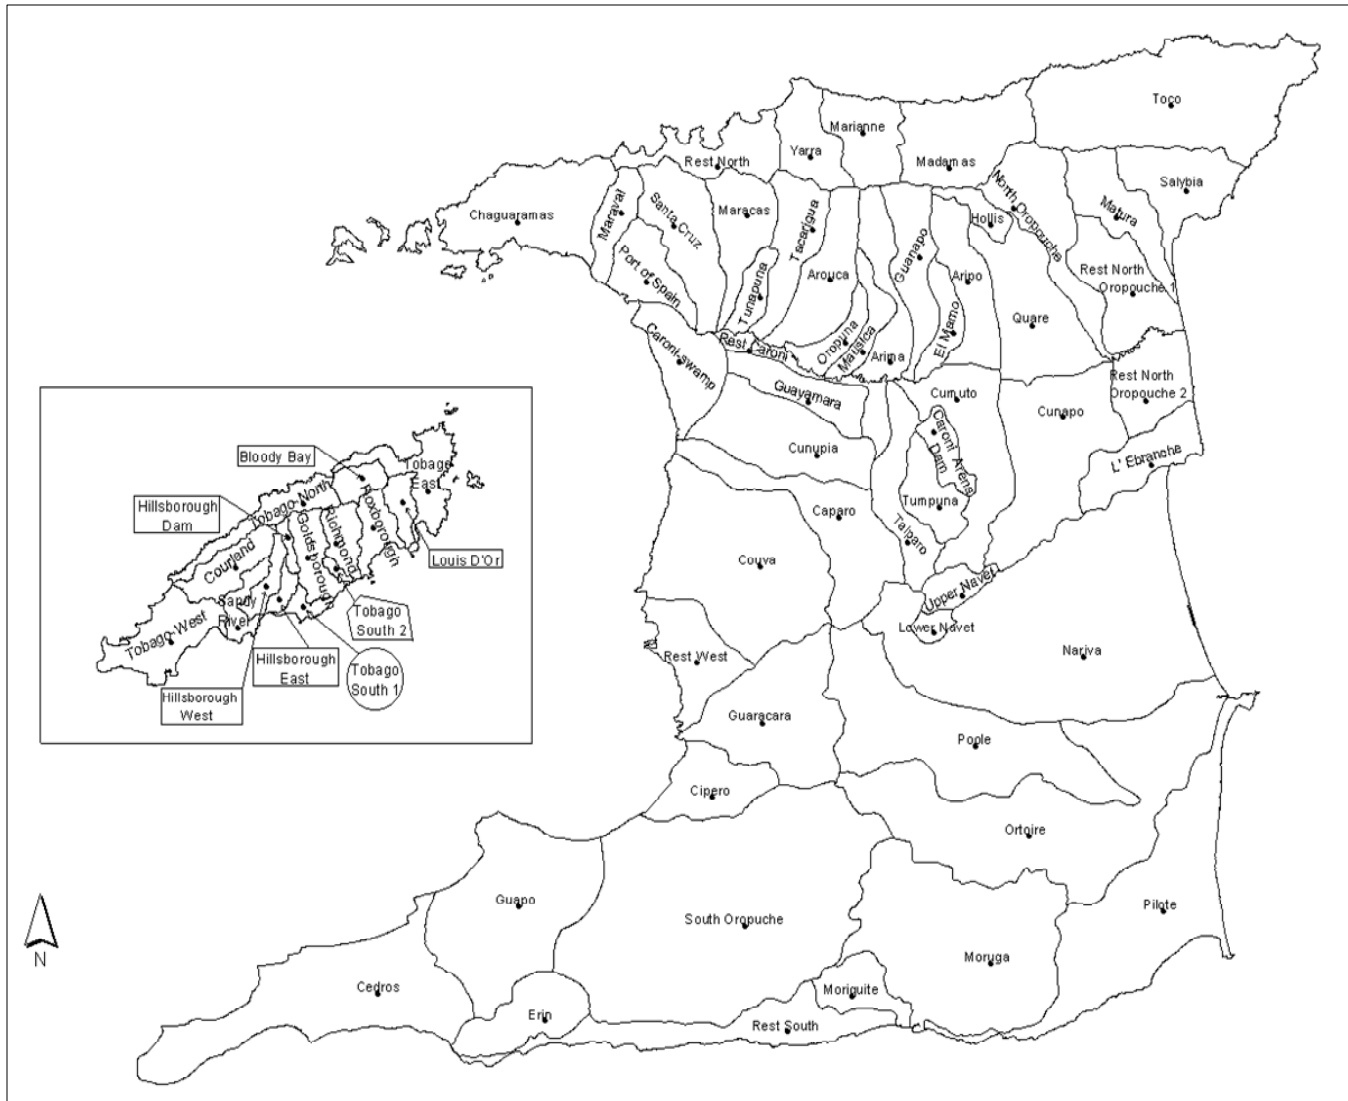 Toco
Marianne
Yarra
Rest North
Madamas
Salybia
North Oropouche
Matura
Hollis
Chaguaramas
Maraval
Santa Cruz
Maracas
Tacarigua
Guanapo
Port of Spain
Tunapuna
Arouca
Aripo
Rest North
Oropouche 1
Quare
El Mamo
Oropuna
Mausica
Arima
Rest Caroni
Caroni-swamp
Guayamara
Cumuto
Cunapo
Rest North
Oropouche 2
Cunupia
Caroni Arena
Dam
L' Ebranche
Tumpuna
Caparo
Talparo
Couva
Upper Navet
Lower Navet
Nariva
Rest West
Guaracara
Poole
Cipero
Ortoire
Guapo
South Oropuche
Pilote
Moruga
Cedros
Moriquite
Erin
Rest South
N
Bloody Bay
Tobago
East
Tobago-North
Hillsborough
Dam
Goldsborough
Richmond
Roxborough
Louis D'Or
Courland
Sandy
River
Tobago-West
Tobago
South 2
Hillsborough
East
Tobago
South 1
Hillsborough
West